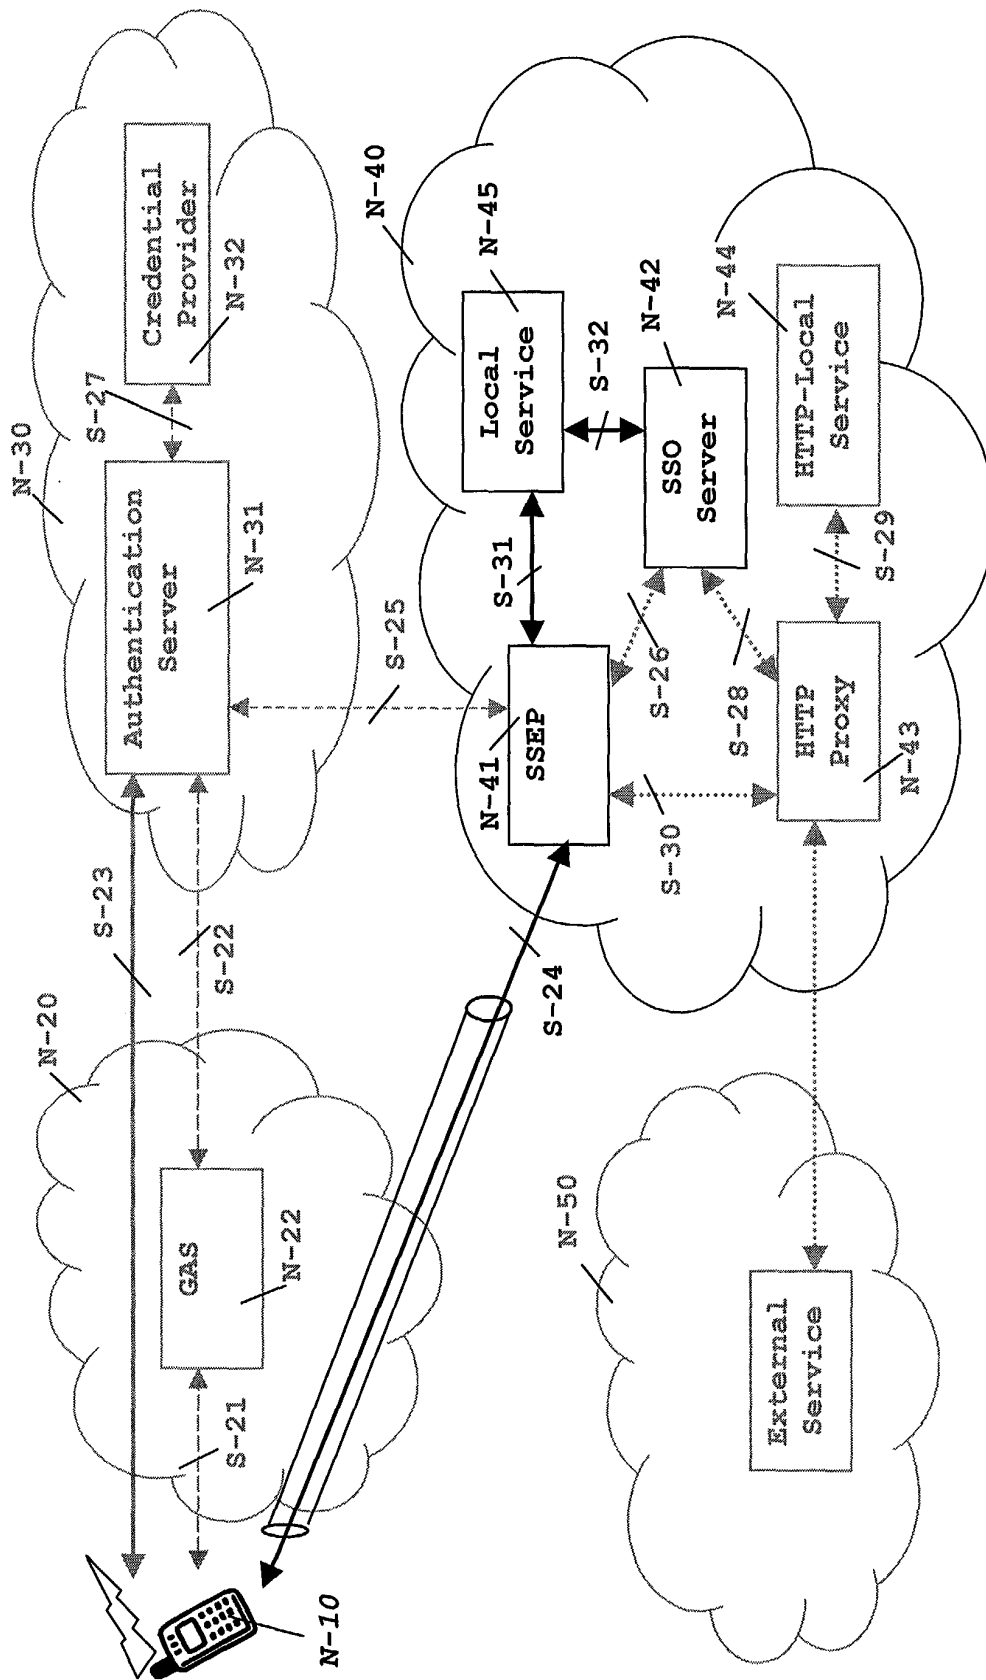 N-10
N-20
N-30
S-23
S-21
GAS
N-22
S-22
Authentication
Server
N-31
S-27
Credential
Provider
N-32
S-25
S-24
N-40
N-41
SSEP
S-31
Local
Service
N-45
S-32
SSO
Server
N-42
S-26
S-28
S-30
HTTP
Proxy
N-43
S-29
HTTP-Local
Service
N-44
N-50
External
Service